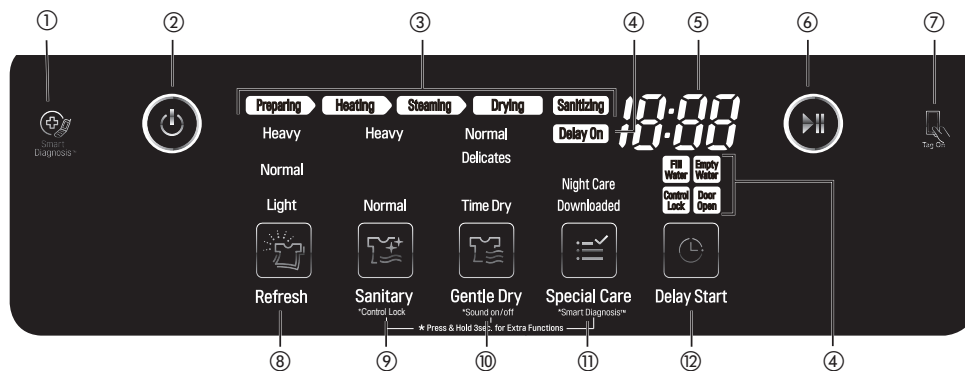 ① ② ③ ④ ⑤ ⑥ ⑦
Preparing Heating Steaming Drying Sanitizing 18:88
Heavy Heavy Normal Delay On
Smart
Diagnosis™
Tag On
Delicates
Normal
Fill
Water
Empty
Water
Night Care
Control
Lock
Door
Open
Light Normal Time Dry Downloaded
Refresh Sanitary Gentle Dry Special Care Delay Start
*Control Lock *Sound on/off *Smart Diagnosis™
* Press & Hold 3sec. for Extra Functions
⑧ ⑨ ⑩ ⑪ ⑫ ④